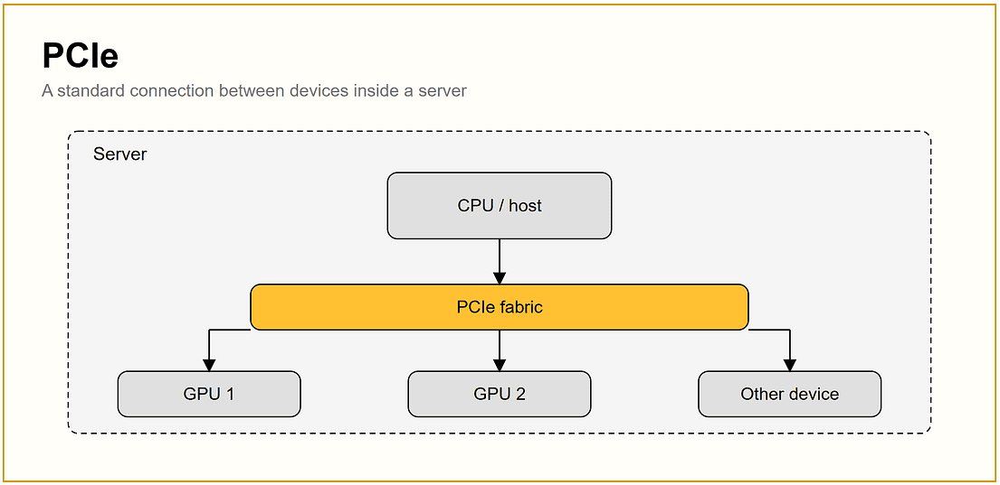 PCIe
A standard connection between devices inside a server
Server
CPU / host
PCIe fabric
GPU 1
GPU 2
Other device